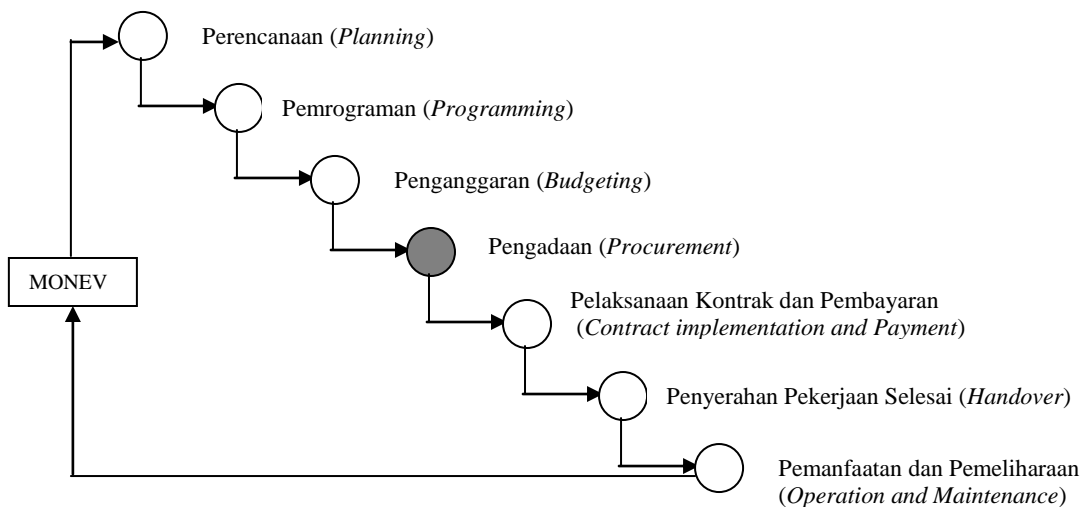 Perencanaan (Planning)
Pemrograman (Programming)
Penganggaran (Budgeting)
Pengadaan (Procurement)
MONEV
Pelaksanaan Kontrak dan Pembayaran
(Contract implementation and Payment)
Penyerahan Pekerjaan Selesai (Handover)
Pemanfaatan dan Pemeliharaan
(Operation and Maintenance)